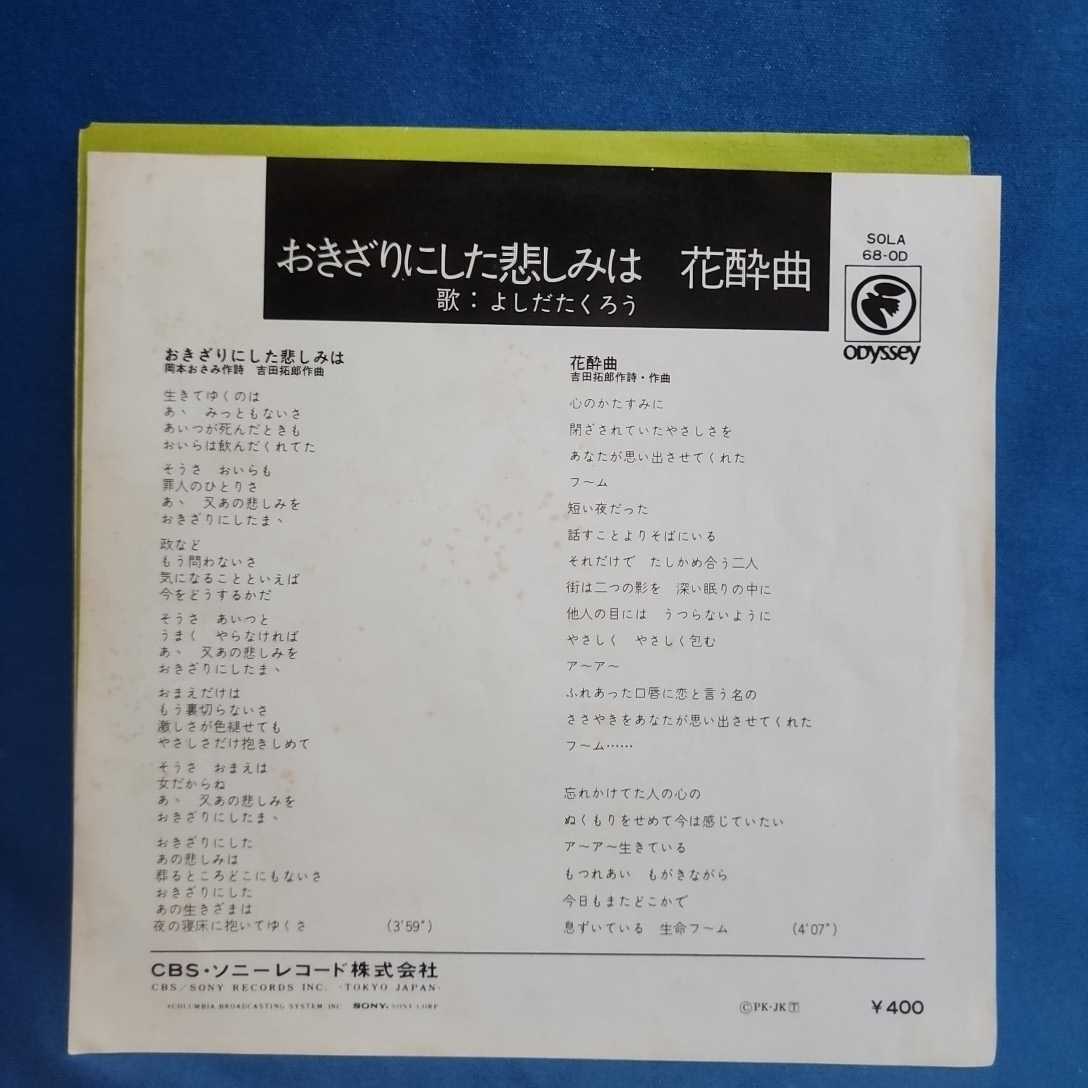 おきざりにした悲しみは　花酔曲
歌：よしだたくろう
SOLA
68-OD
ODYSSEY
おきざりにした悲しみは
岡本おさみ作詩　吉田拓郎作曲
生きてゆくのは
あゝ　みっともないさ
あいつが死んだときも
おいらは飲んだくれてた
そうさ　おいらも
罪人のひとりさ
あゝ　又あの悲しみを
おきざりにしたまゝ
政など
もう問わないさ
気になることといえば
今をどうするかだ
そうさ　あいつと
うまく　やらなければ
あゝ　又あの悲しみを
おきざりにしたまゝ
おまえだけは
もう裏切らないさ
激しさが色褪せても
やさしさだけ抱きしめて
そうさ　おまえは
女だからね
あゝ　又あの悲しみを
おきざりにしたまゝ
おきざりにした
あの悲しみは
葬るところどこにもないさ
おきざりにした
あの生きざまは
夜の寝床に抱いてゆくさ　(3'59")
花酔曲
吉田拓郎作詩・作曲
心のかたすみに
閉ざされていたやさしさを
あなたが思い出させてくれた
フ〜ム
短い夜だった
話すことよりそばにいる
それだけで　たしかめ合う二人
街は二つの影を　深い眠りの中に
他人の目には　うつらないように
やさしく　やさしく包む
ア〜ア〜
ふれあった口唇に恋と言う名の
ささやきをあなたが思い出させてくれた
フ〜ム……
忘れかけてた人の心の
ぬくもりをせめて今は感じていたい
ア〜ア〜生きている
もつれあい　もがきながら
今日もまたどこかで
息ずいている　生命フ〜ム　(4'07")
CBS・ソニーレコード株式会社
CBS/SONY RECORDS INC. ·TOKYO JAPAN·
®COLUMBIA BROADCASTING SYSTEM, INC　SONY, SONY CORP
ⒸPK・JK🅃　¥400